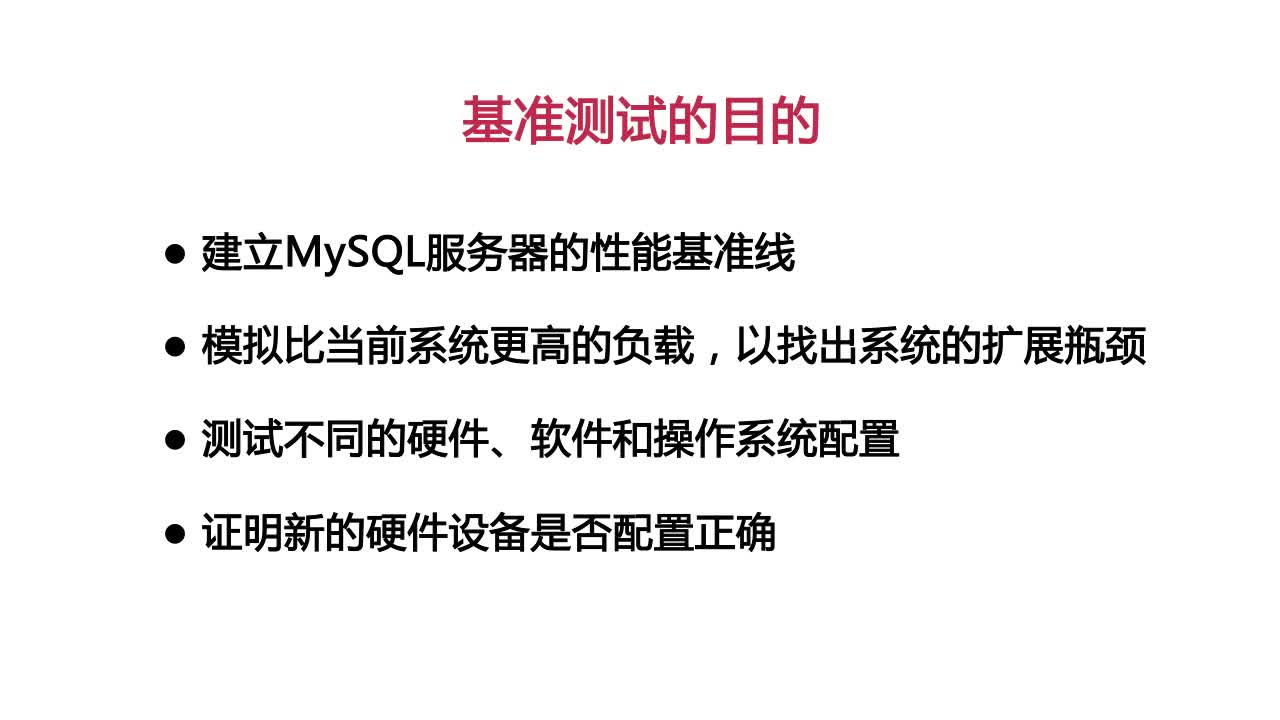 基准测试的目的
● 建立MySQL服务器的性能基准线
● 模拟比当前系统更高的负载，以找出系统的扩展瓶颈
● 测试不同的硬件、软件和操作系统配置
● 证明新的硬件设备是否配置正确